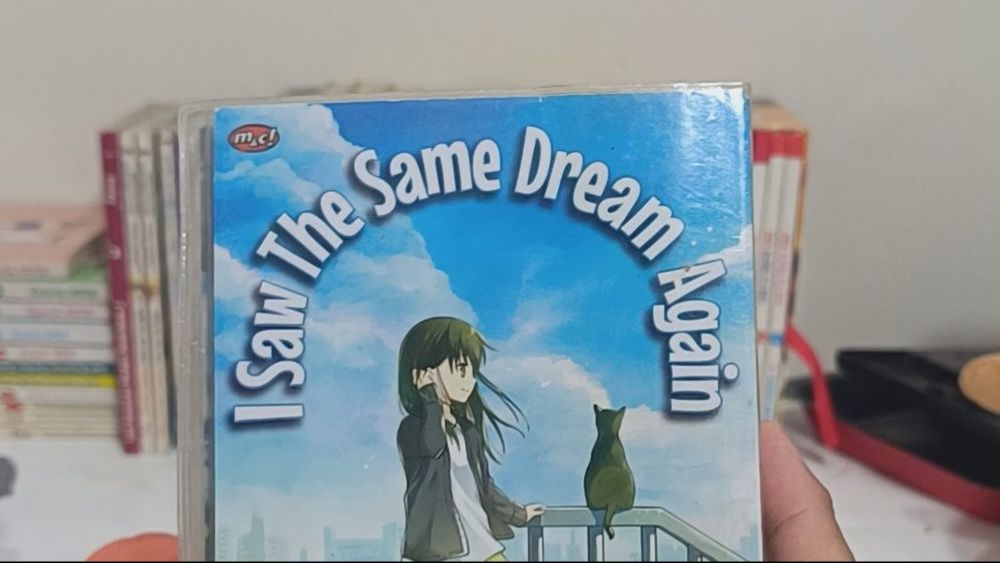 m&c!
I Saw The Same Dream Again